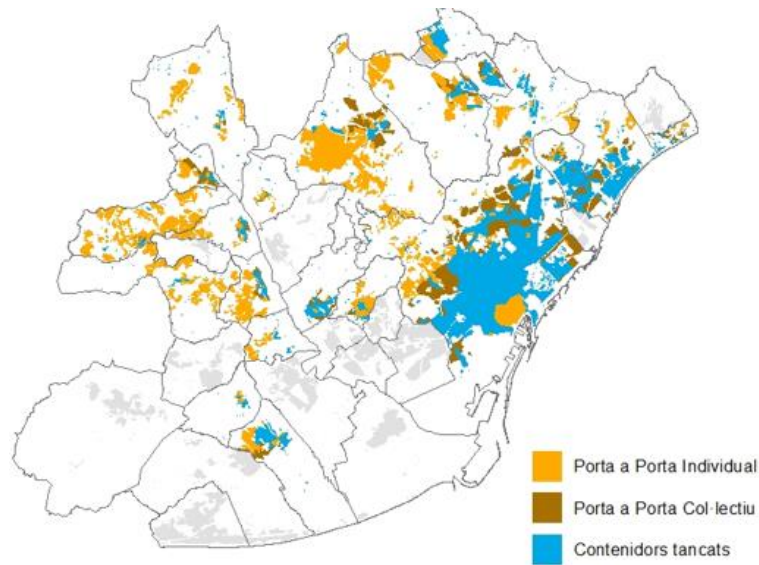 Porta a Porta Individual
Porta a Porta Col·lectiu
Contenidors tancats